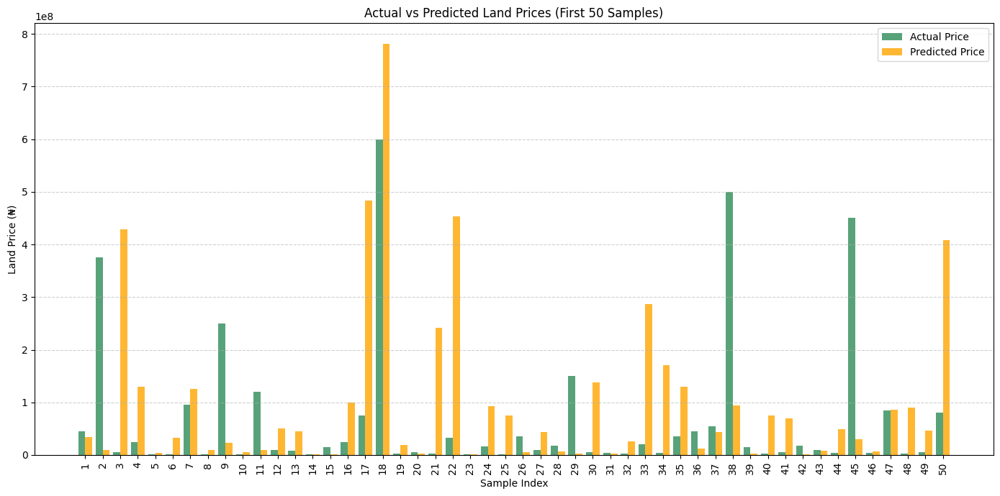 Actual vs Predicted Land Prices (First 50 Samples)
1e8
Actual Price
Predicted Price
8
7
6
5
4
3
2
1
0
Land Price (₦)
1 2 3 4 5 6 7 8 9 10 11 12 13 14 15 16 17 18 19 20 21 22 23 24 25 26 27 28 29 30 31 32 33 34 35 36 37 38 39 40 41 42 43 44 45 46 47 48 49 50
Sample Index